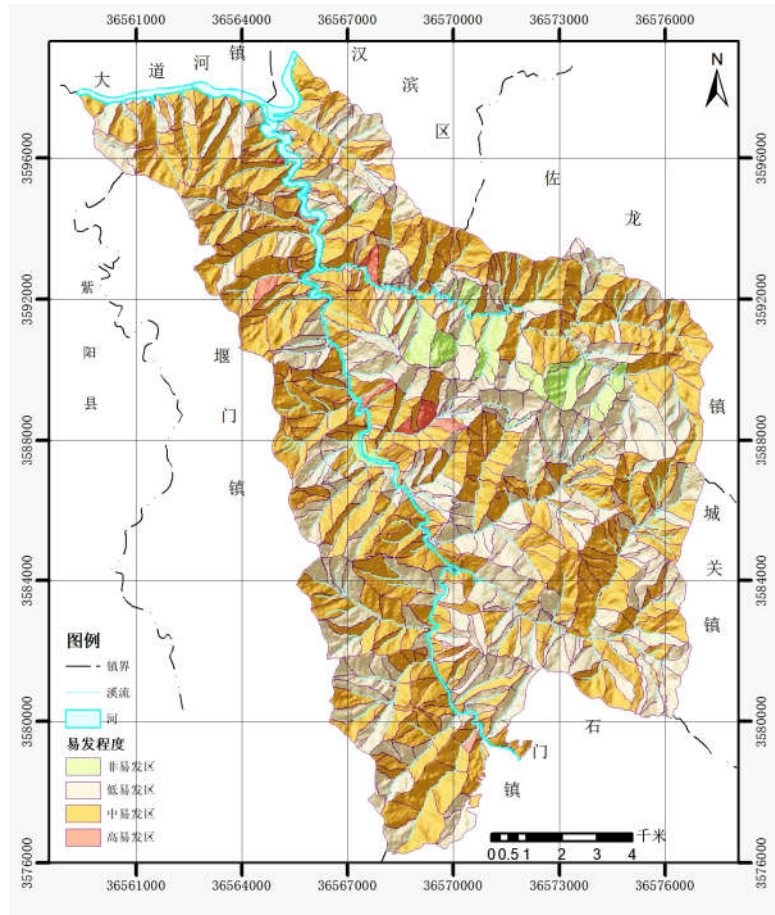 36561000 36564000 36567000 36570000 36573000 36576000
大道河镇
汉滨区
佐龙镇
N
3596000 3596000
3592000 3592000
紫阳县
堰门镇
3588000 3588000
城关镇
3584000 3584000
图例
镇界
溪流
河
易发程度
非易发区
低易发区
中易发区
高易发区
3580000 3580000
石门镇
千米
0 0.5 1 2 3 4
3576000 3576000
36561000 36564000 36567000 36570000 36573000 36576000